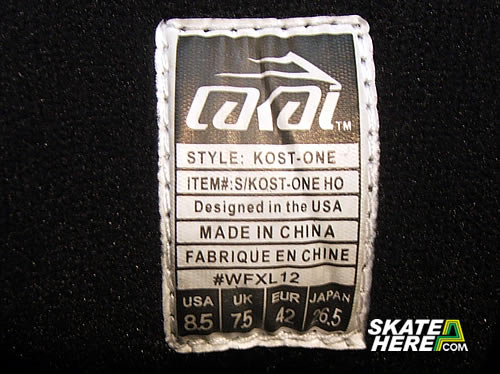 LAKAI TM
STYLE: KOST-ONE
ITEM#:S/KOST-ONE HO
Designed in the USA
MADE IN CHINA
FABRIQUE EN CHINE
#WFXL12
USA UK EUR JAPAN
8.5 7.5 42 26.5
SKATE
HERE.COM